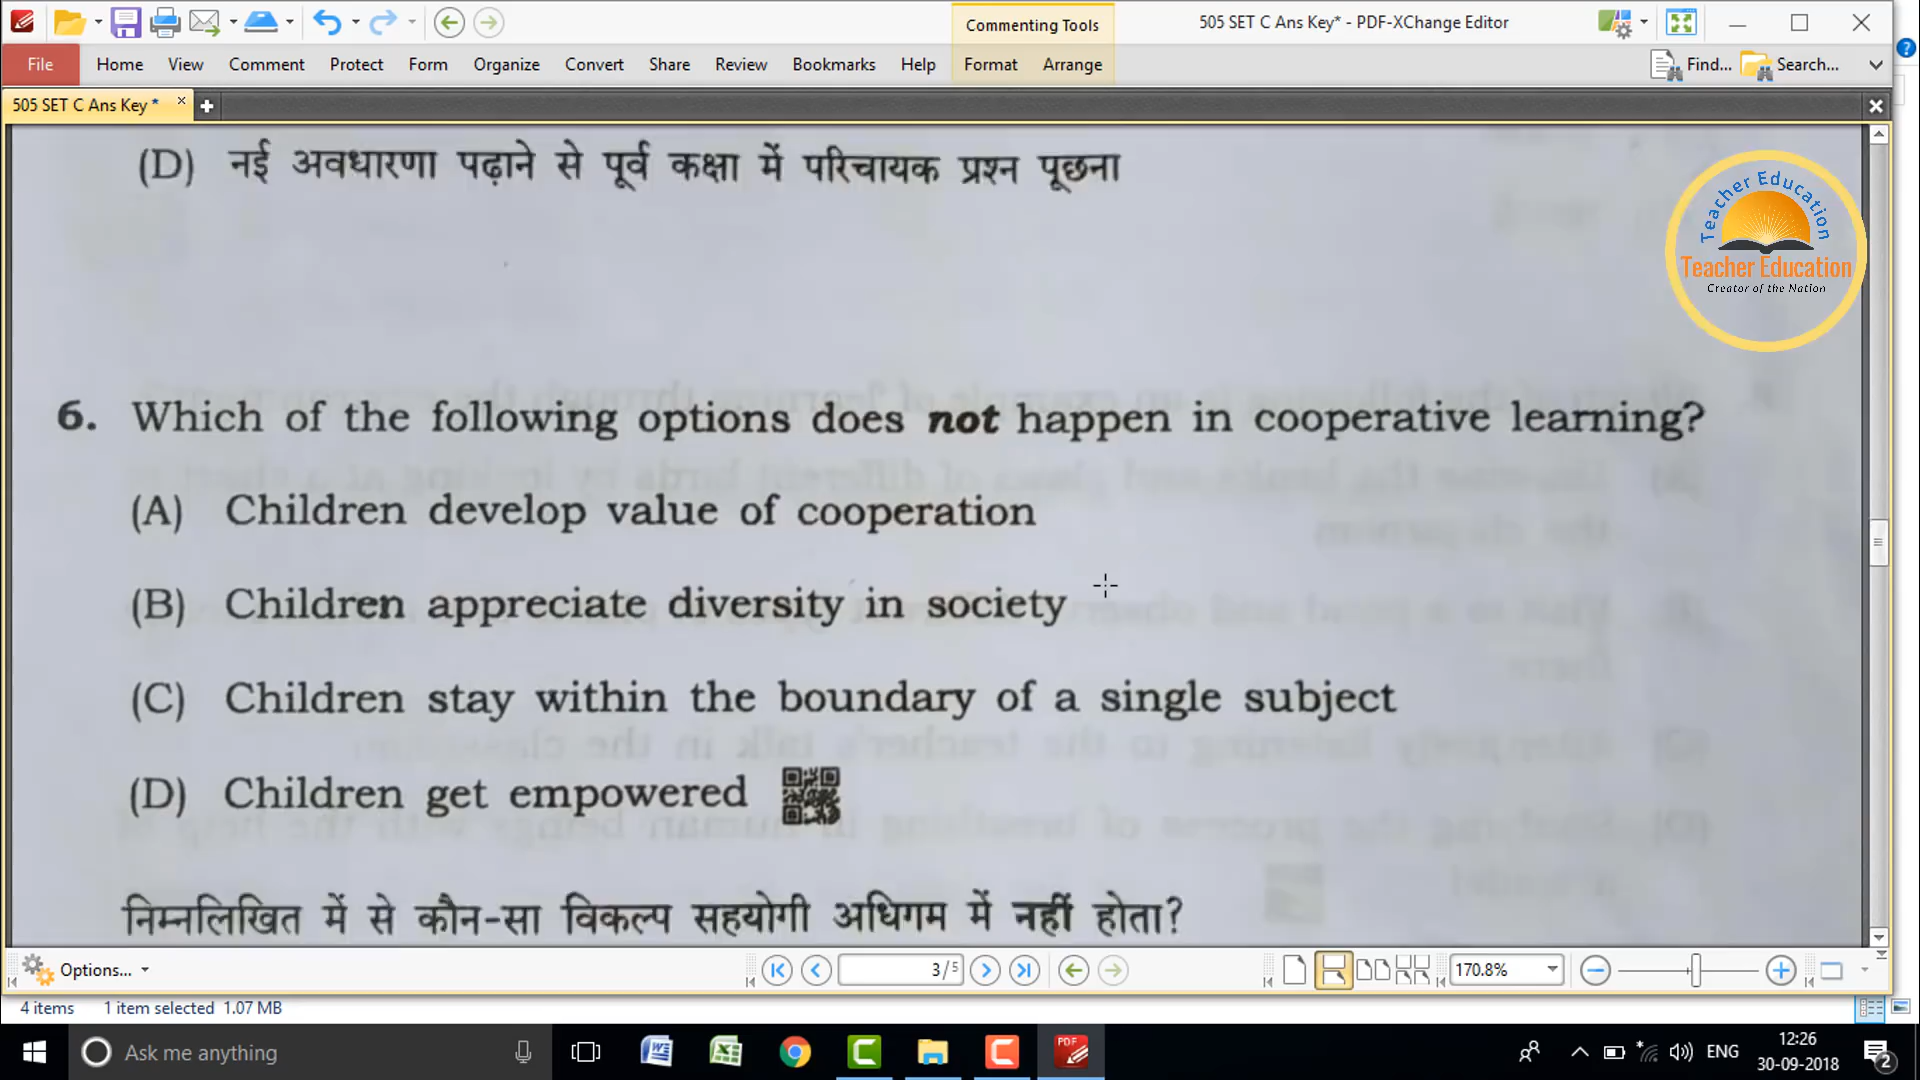 Commenting Tools
505 SET C Ans Key* - PDF-XChange Editor
File Home View Comment Protect Form Organize Convert Share Review Bookmarks Help Format Arrange Find... Search...
505 SET C Ans Key *
(D) नई अवधारणा पढ़ाने से पूर्व कक्षा में परिचायक प्रश्न पूछना
Teacher Education
Teacher Education
Creator of the Nation
6. Which of the following options does not happen in cooperative learning?
(A) Children develop value of cooperation
(B) Children appreciate diversity in society
(C) Children stay within the boundary of a single subject
(D) Children get empowered
निम्नलिखित में से कौन-सा विकल्प सहयोगी अधिगम में नहीं होता?
Options... 3/5 170.8%
4 items 1 item selected 1.07 MB
Ask me anything
PDF
ENG
12:26
30-09-2018
2